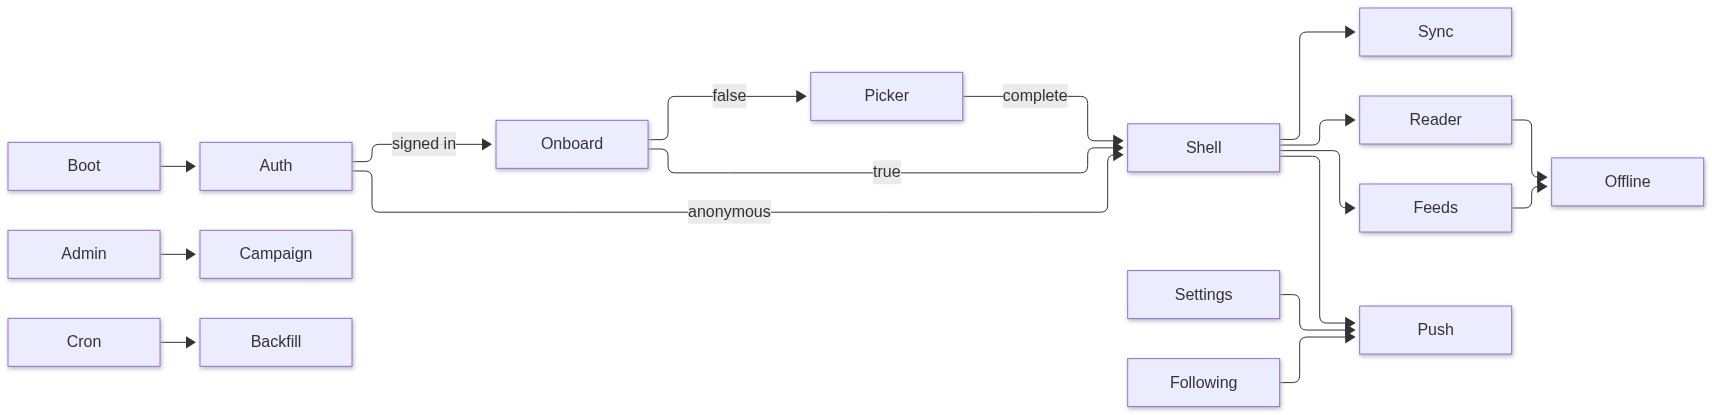 Boot
Auth
signed in
Onboard
false
Picker
complete
true
anonymous
Shell
Sync
Reader
Feeds
Offline
Admin
Campaign
Cron
Backfill
Settings
Following
Push